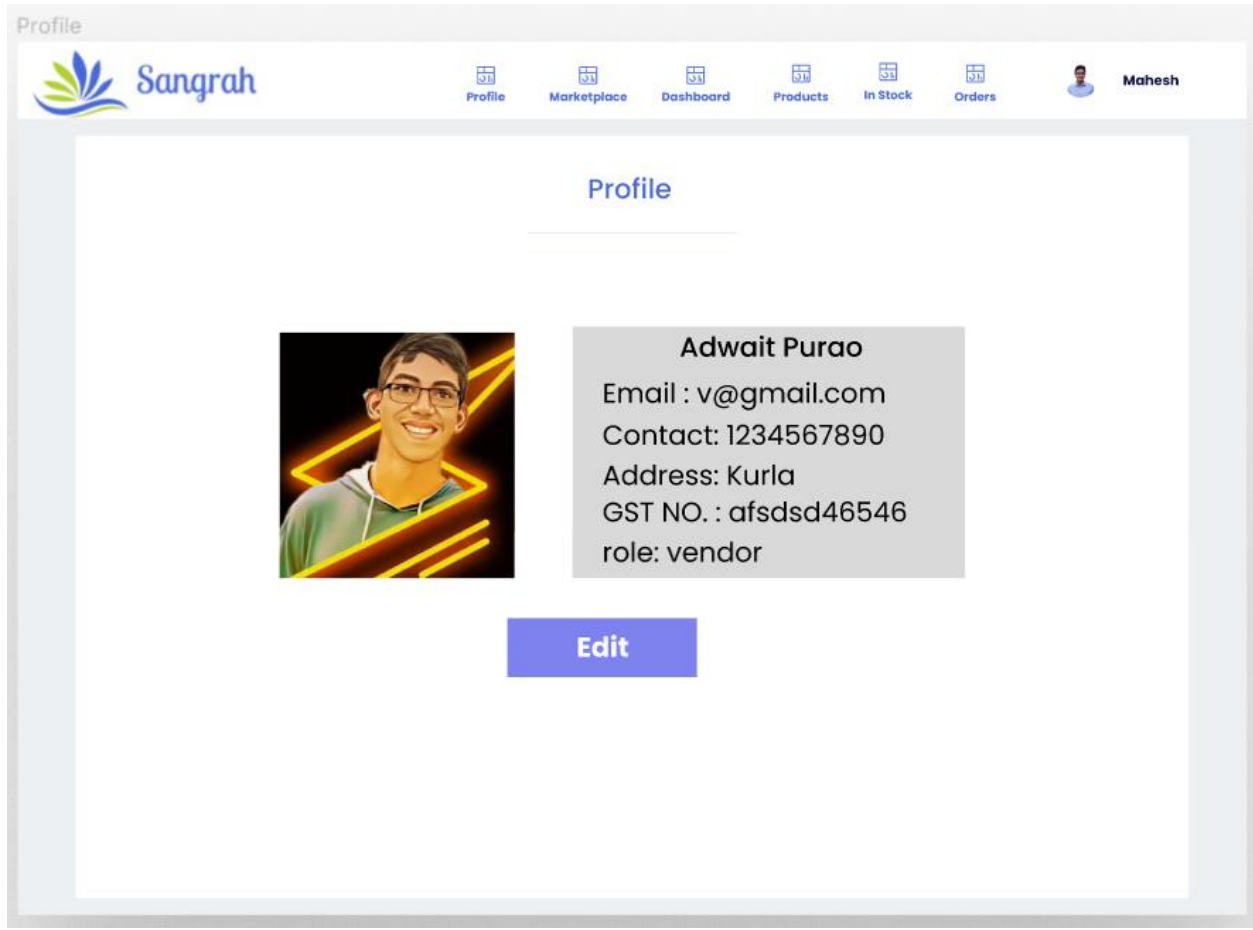 Profile
Sangrah
Profile Marketplace Dashboard Products In Stock Orders Mahesh
Profile
Adwait Purao
Email : v@gmail.com
Contact: 1234567890
Address: Kurla
GST NO. : afsdsd46546
role: vendor
Edit